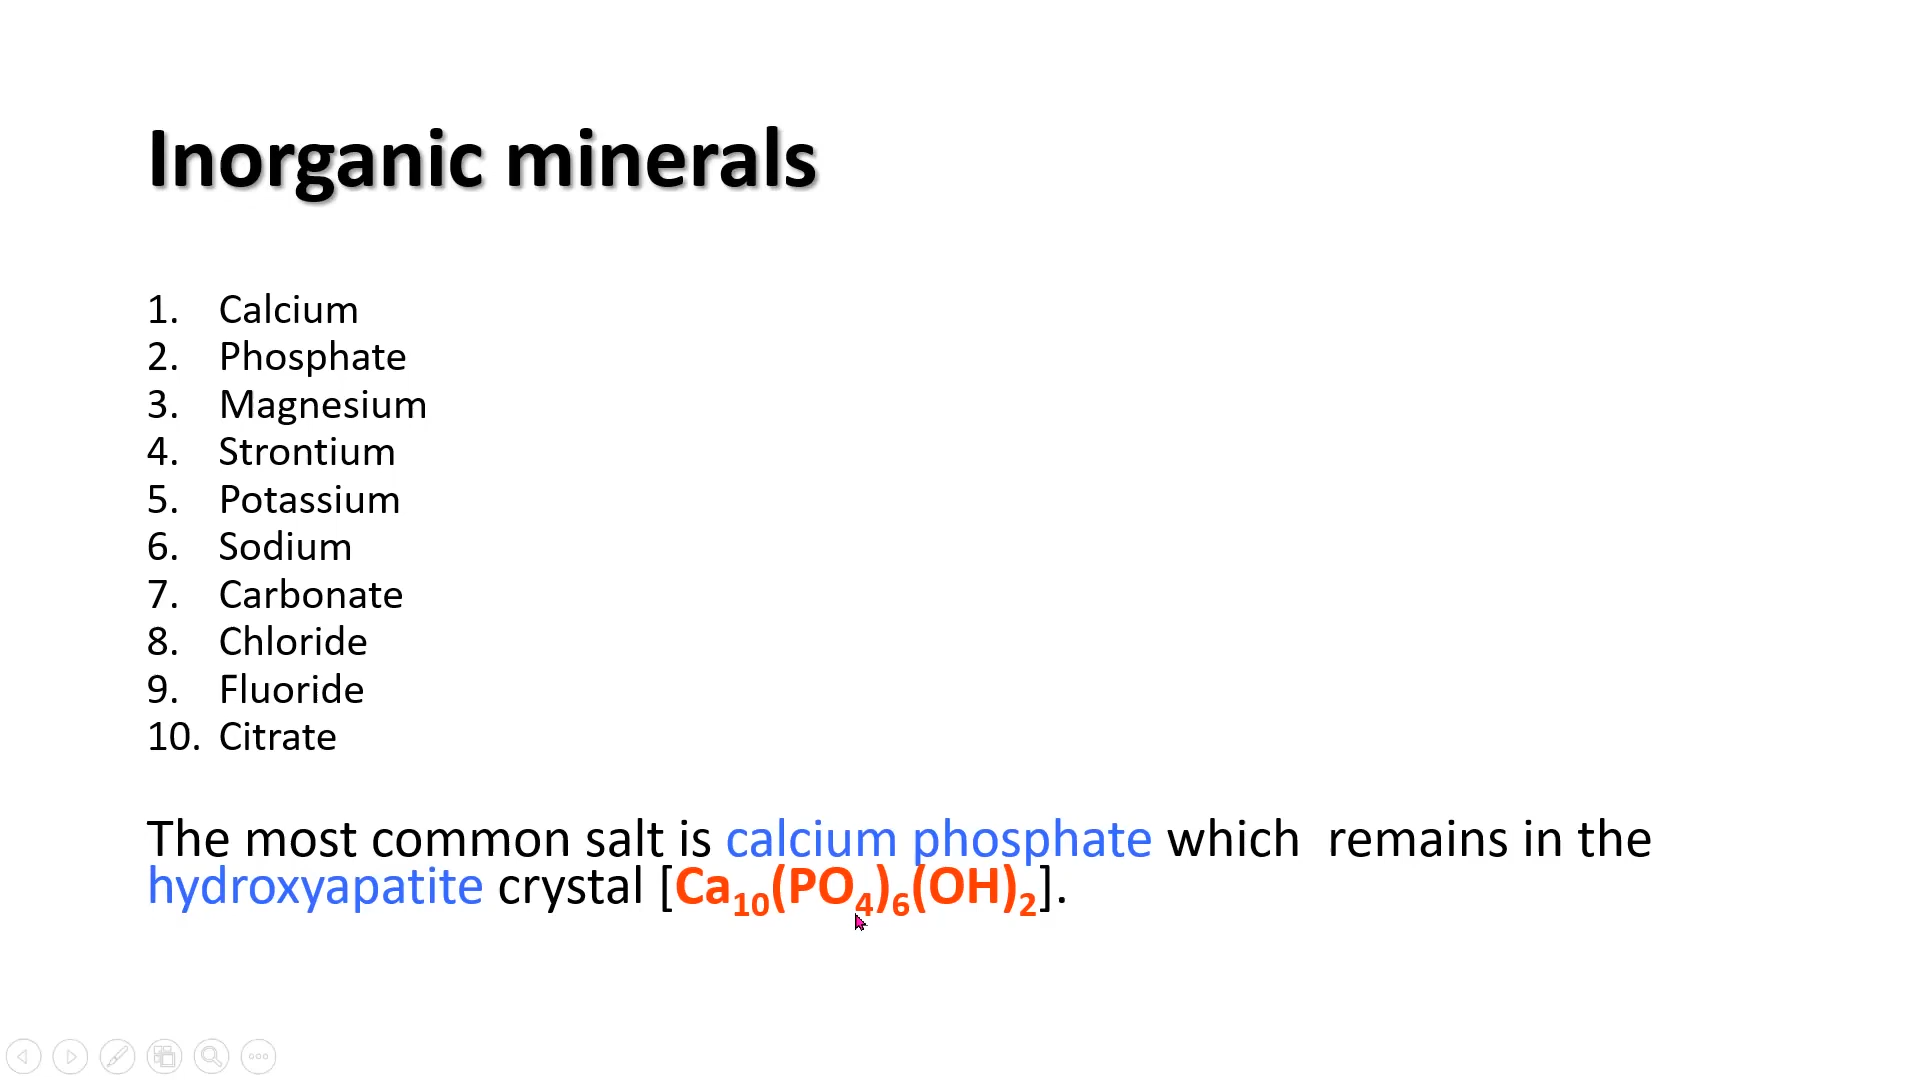 Inorganic minerals
1. Calcium
2. Phosphate
3. Magnesium
4. Strontium
5. Potassium
6. Sodium
7. Carbonate
8. Chloride
9. Fluoride
10. Citrate
The most common salt is calcium phosphate which  remains in the
hydroxyapatite crystal [Ca₁₀(PO₄)₆(OH)₂].